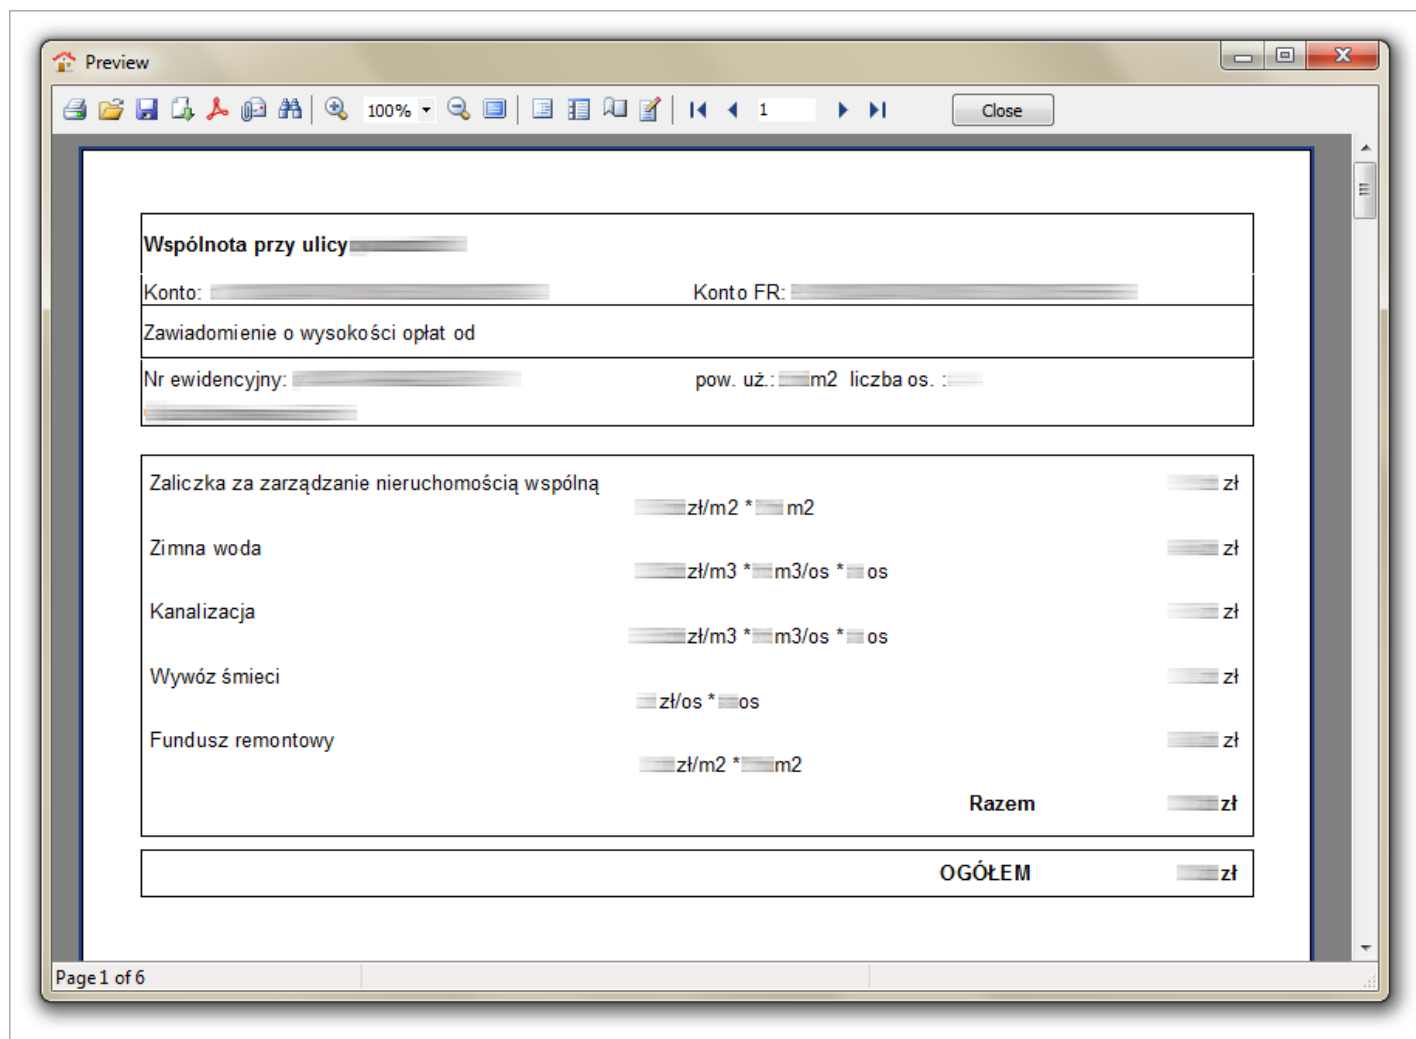 Preview
100% 1 Close
Wspólnota przy ulicy
Konto: Konto FR:
Zawiadomienie o wysokości opłat od
Nr ewidencyjny: pow. uż.: m2 liczba os. :
Zaliczka za zarządzanie nieruchomością wspólną zł
zł/m2 * m2
Zimna woda zł
zł/m3 * m3/os * os
Kanalizacja zł
zł/m3 * m3/os * os
Wywóz śmieci zł
zł/os * os
Fundusz remontowy zł
zł/m2 * m2
Razem zł
OGÓŁEM zł
Page 1 of 6